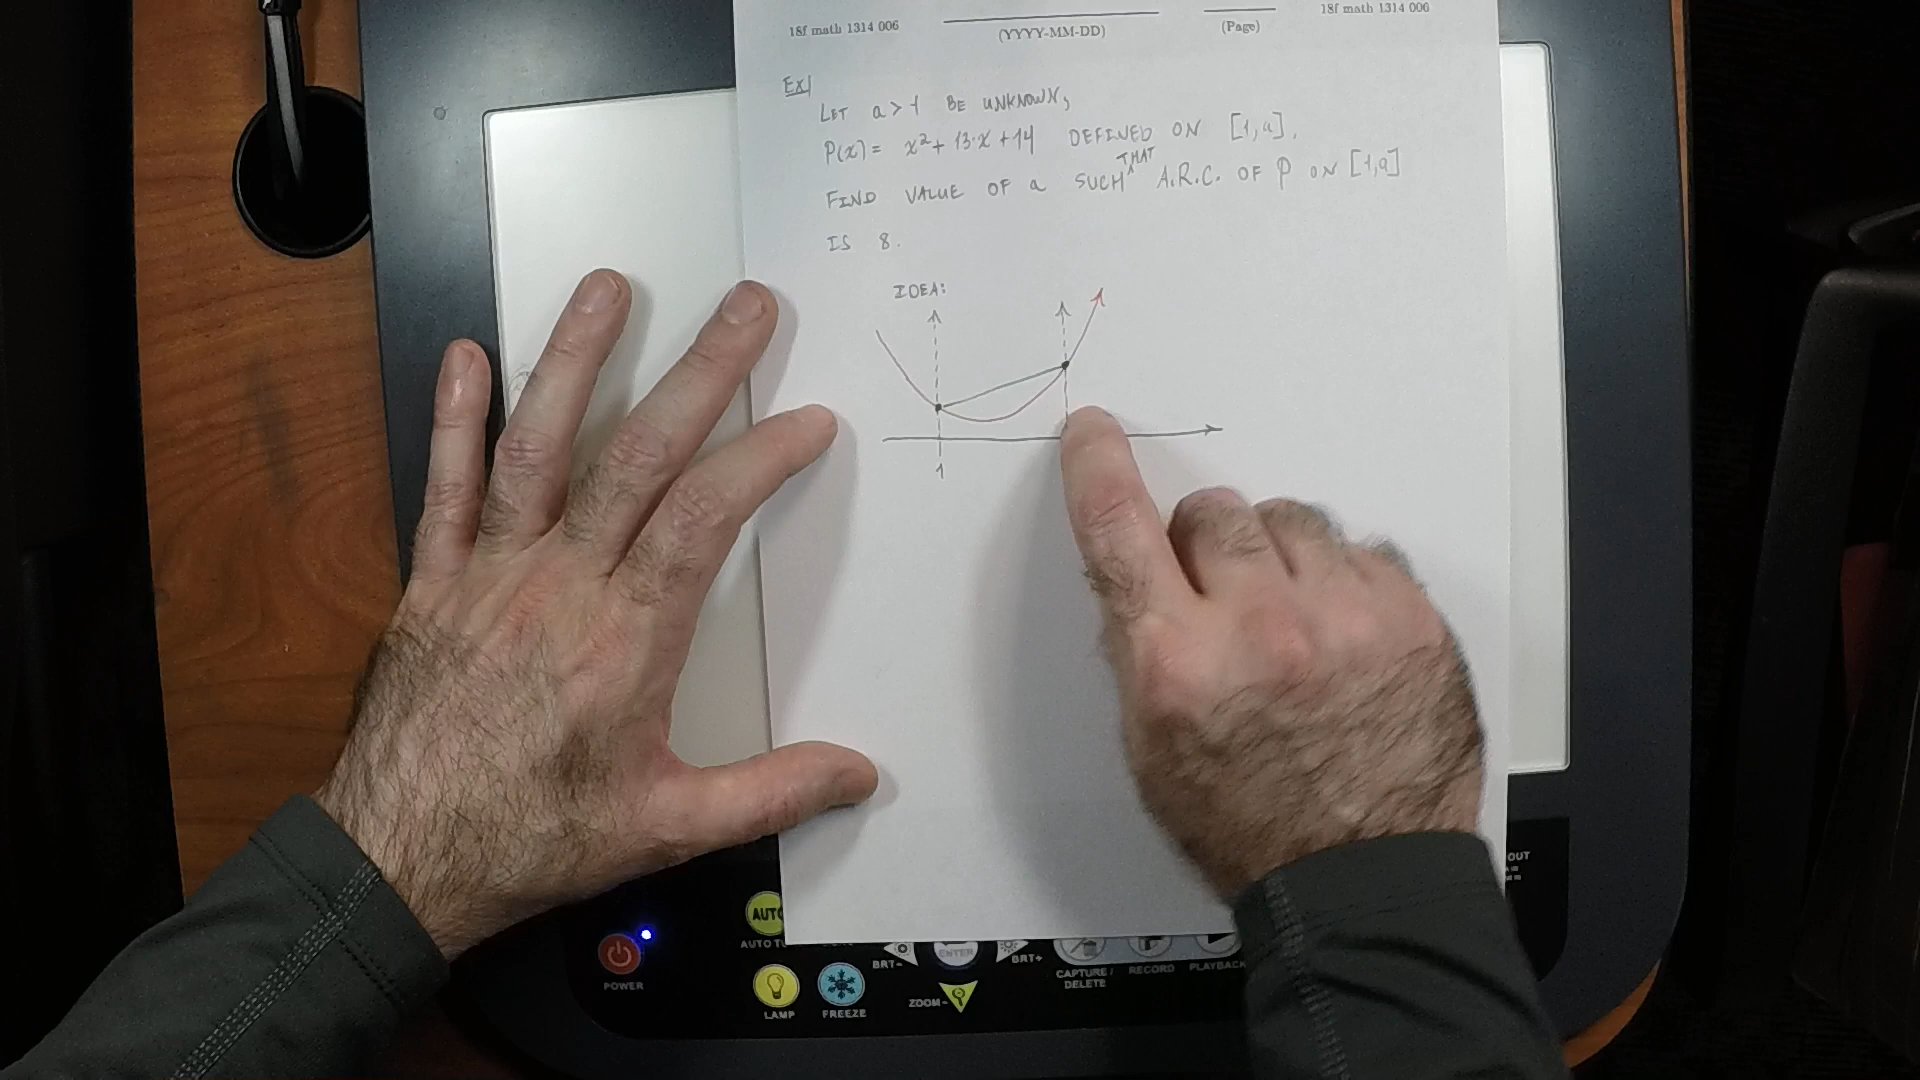 18f math 1314 006
(YYYY-MM-DD)
(Page)
18f math 1314 006
Ex/
LET a > 1 BE UNKNOWN,
P(x) = x² + 13·x + 14 DEFINED ON [1,a].
FIND VALUE OF a SUCH THAT A.R.C. OF P ON [1,a]
IS 8.
IDEA:
1
OUT
AUTO
AUTO TU
BRT-
ENTER
BRT+
CAPTURE / DELETE
RECORD
PLAYBACK
POWER
LAMP
FREEZE
ZOOM-